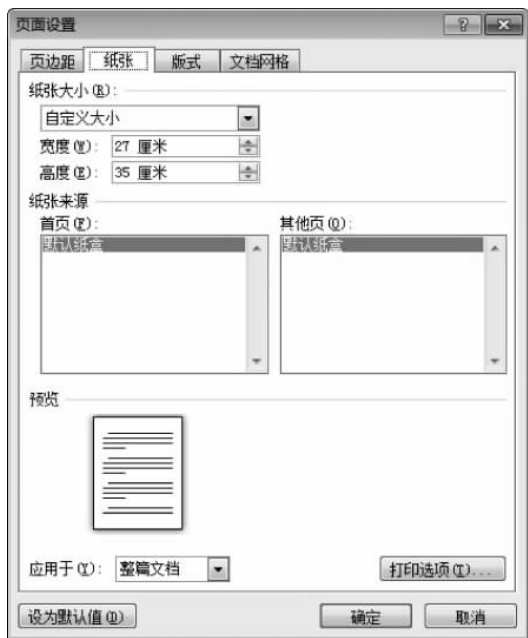 页面设置
页边距 纸张 版式 文档网格
纸张大小(R):
自定义大小
宽度(W): 27 厘米
高度(E): 35 厘米
纸张来源
首页(F): 其他页(O):
默认纸盒 默认纸盒
预览
应用于(Y): 整篇文档 打印选项(T)...
设为默认值(D) 确定 取消